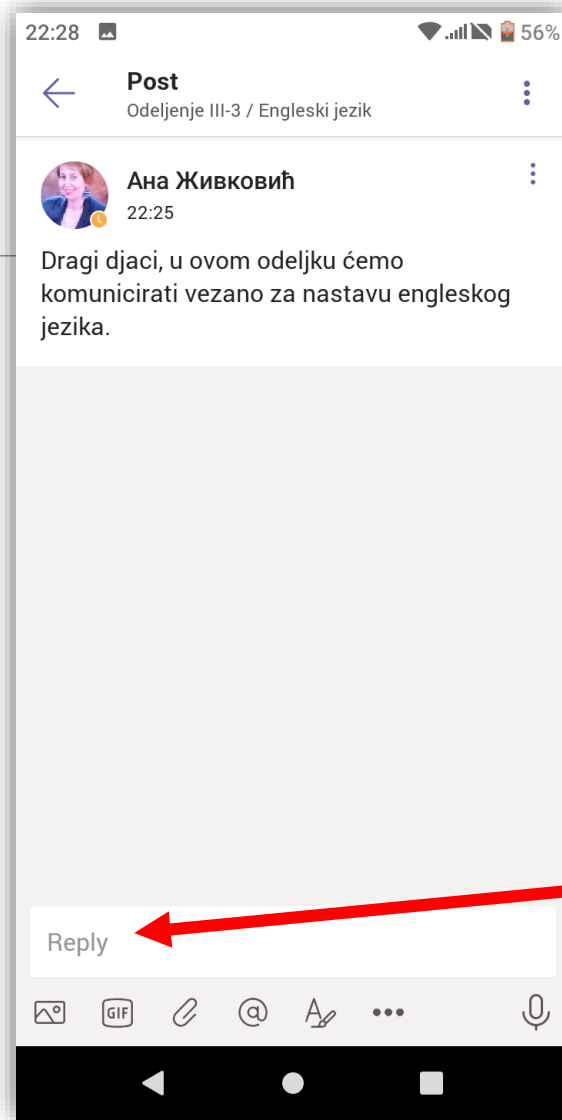 22:28 56%
Post
Odeljenje III-3 / Engleski jezik
Ана Живковић
22:25
Dragi djaci, u ovom odeljku ćemo
komunicirati vezano za nastavu engleskog
jezika.
Reply
GIF